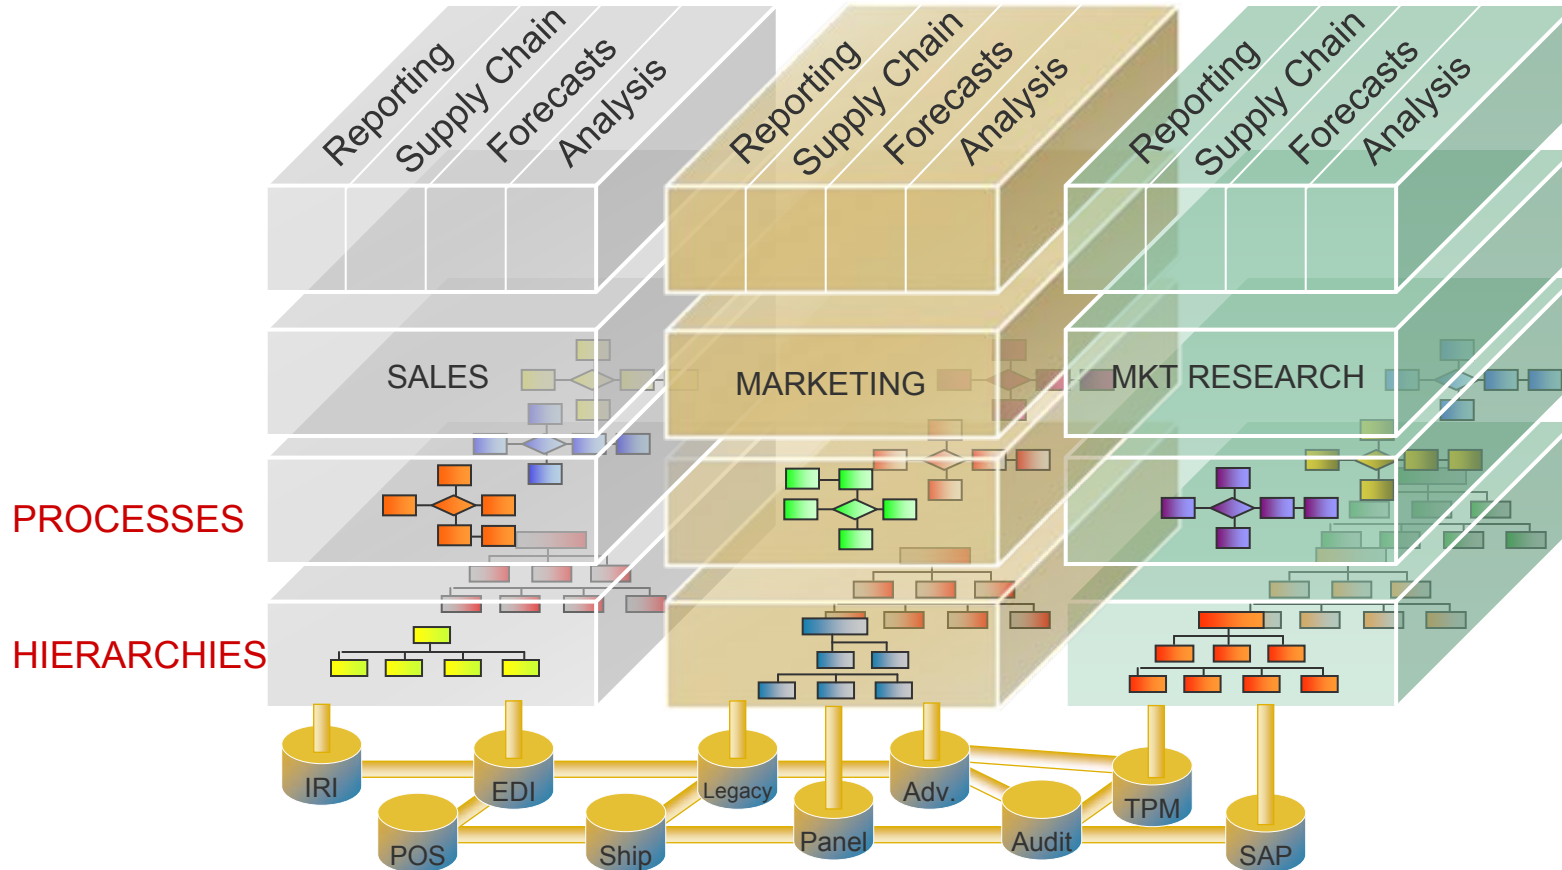 Reporting
Supply Chain
Forecasts
Analysis
Reporting
Supply Chain
Forecasts
Analysis
Reporting
Supply Chain
Forecasts
Analysis
SALES
MARKETING
MKT RESEARCH
PROCESSES
HIERARCHIES
IRI
EDI
Legacy
Adv.
TPM
POS
Ship
Panel
Audit
SAP